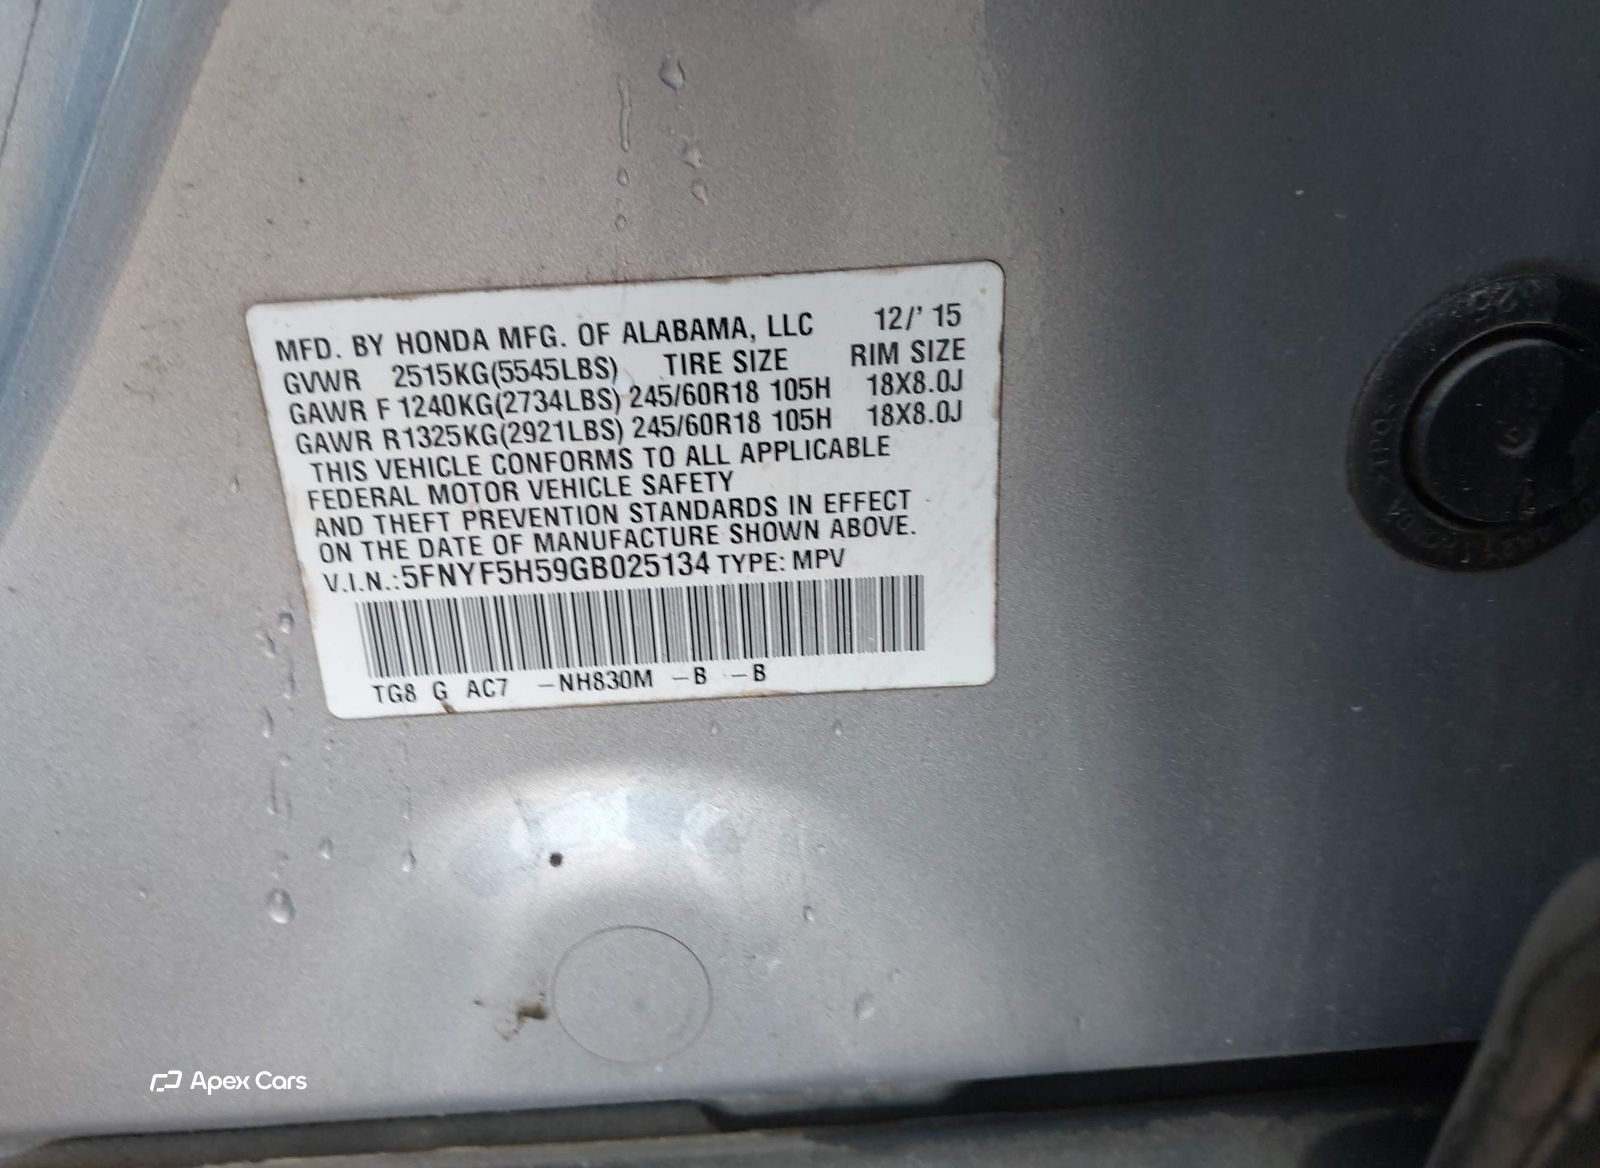 MFD. BY HONDA MFG. OF ALABAMA, LLC 12/' 15
GVWR 2515KG(5545LBS) TIRE SIZE RIM SIZE
GAWR F 1240KG(2734LBS) 245/60R18 105H 18X8.0J
GAWR R1325KG(2921LBS) 245/60R18 105H 18X8.0J
THIS VEHICLE CONFORMS TO ALL APPLICABLE
FEDERAL MOTOR VEHICLE SAFETY
AND THEFT PREVENTION STANDARDS IN EFFECT
ON THE DATE OF MANUFACTURE SHOWN ABOVE.
V.I.N.:5FNYF5H59GB025134 TYPE: MPV
TG8 G AC7 -NH830M -B -B
Apex Cars